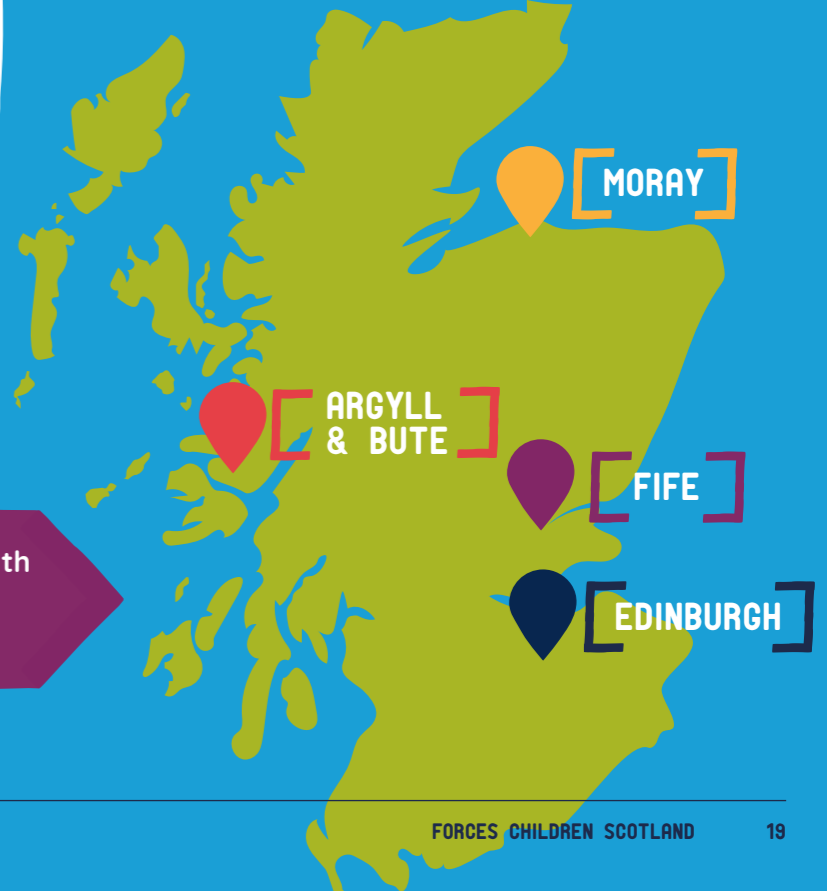 MORAY
ARGYLL
& BUTE
FIFE
th
EDINBURGH
FORCES CHILDREN SCOTLAND 19